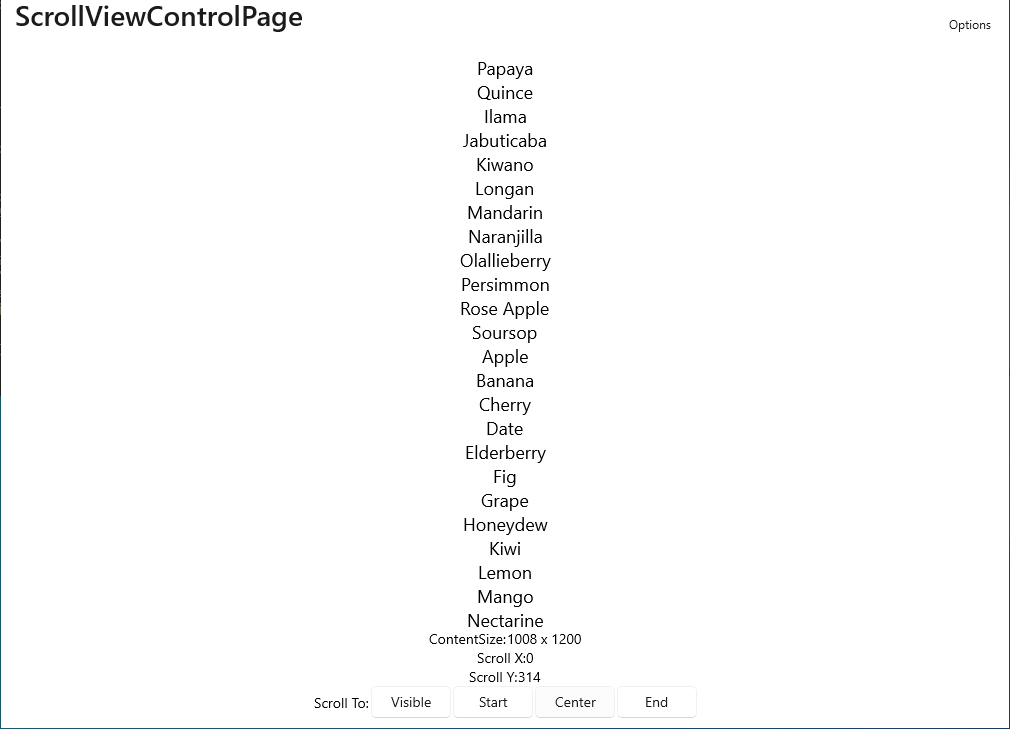 ScrollViewControlPage
Options
Papaya
Quince
Ilama
Jabuticaba
Kiwano
Longan
Mandarin
Naranjilla
Olallieberry
Persimmon
Rose Apple
Soursop
Apple
Banana
Cherry
Date
Elderberry
Fig
Grape
Honeydew
Kiwi
Lemon
Mango
Nectarine
ContentSize:1008 x 1200
Scroll X:0
Scroll Y:314
Scroll To: Visible Start Center End